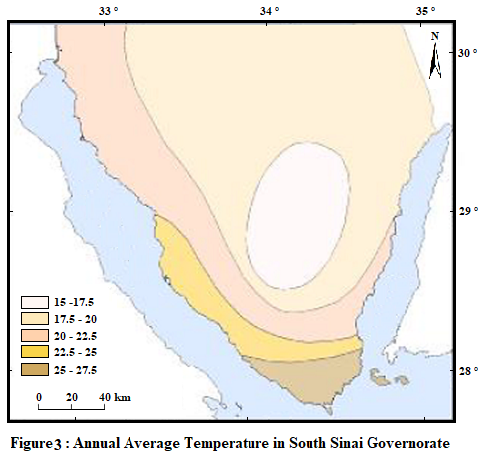 33 °
34 °
35 °
N
30 °
29 °
28 °
15 -17.5
17.5 - 20
20 - 22.5
22.5 - 25
25 - 27.5
0 20 40 km
Figure3 : Annual Average Temperature in South Sinai Governorate